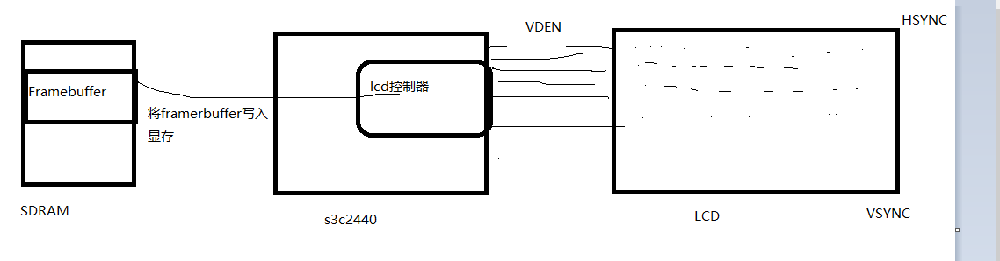 VDEN
HSYNC
Framebuffer
lcd控制器
将framerbuffer写入
显存
SDRAM
s3c2440
LCD
VSYNC